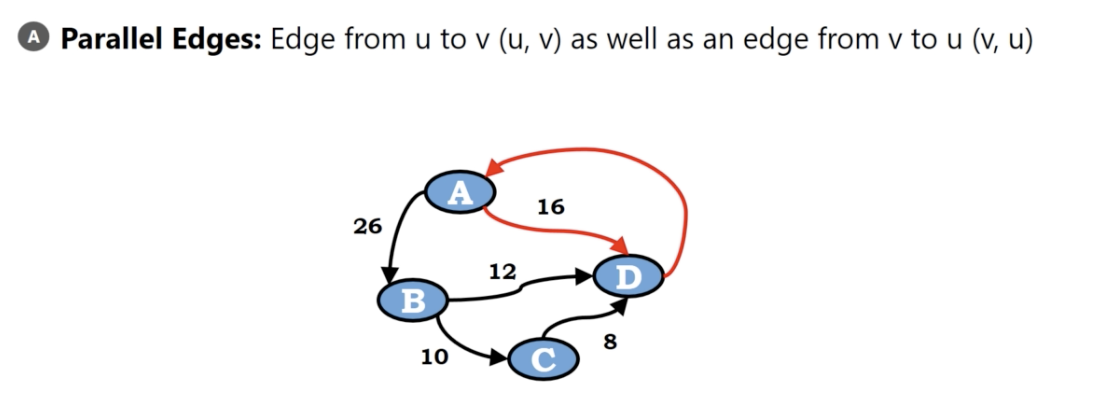 A Parallel Edges: Edge from u to v (u, v) as well as an edge from v to u (v, u)
A
16
26
12
D
B
8
10
C